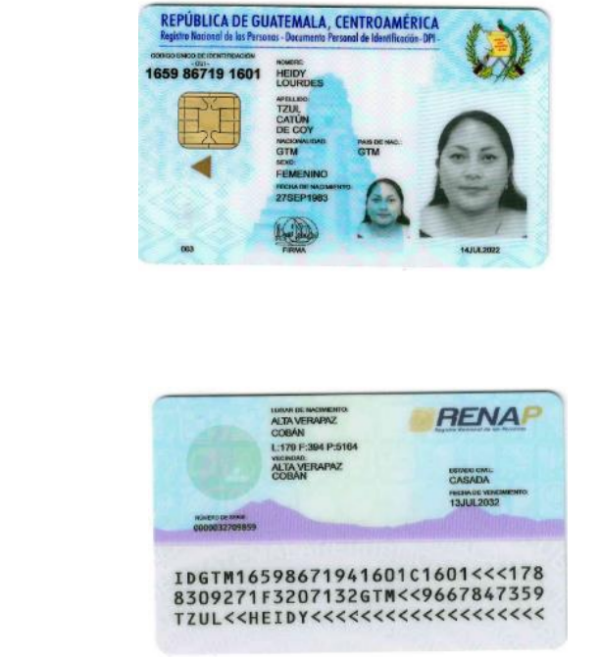 REPÚBLICA DE GUATEMALA, CENTROAMÉRICA
Registro Nacional de las Personas - Documento Personal de Identificación- DPI -
CÓDIGO ÚNICO DE IDENTIFICACIÓN
- CUI -
1659 86719 1601
NOMBRE:
HEIDY
LOURDES
APELLIDO:
TZUL
CATÚN
DE COY
NACIONALIDAD:
GTM
PAIS DE NAC.:
GTM
SEXO:
FEMENINO
FECHA DE NACIMIENTO:
27SEP1983
FIRMA
003
14JUL2022
LUGAR DE NACIMIENTO:
ALTA VERAPAZ
COBÁN
L:179 F:394 P:5164
VECINDAD:
ALTA VERAPAZ
COBÁN
RENAP
Registro Nacional de las Personas
ESTADO CIVIL:
CASADA
FECHA DE VENCIMIENTO:
13JUL2032
NÚMERO DE SERIE
0000032709859
IDGTM16598671941601C1601<<<178
8309271F3207132GTM<<9667847359
TZUL<<HEIDY<<<<<<<<<<<<<<<<<<<